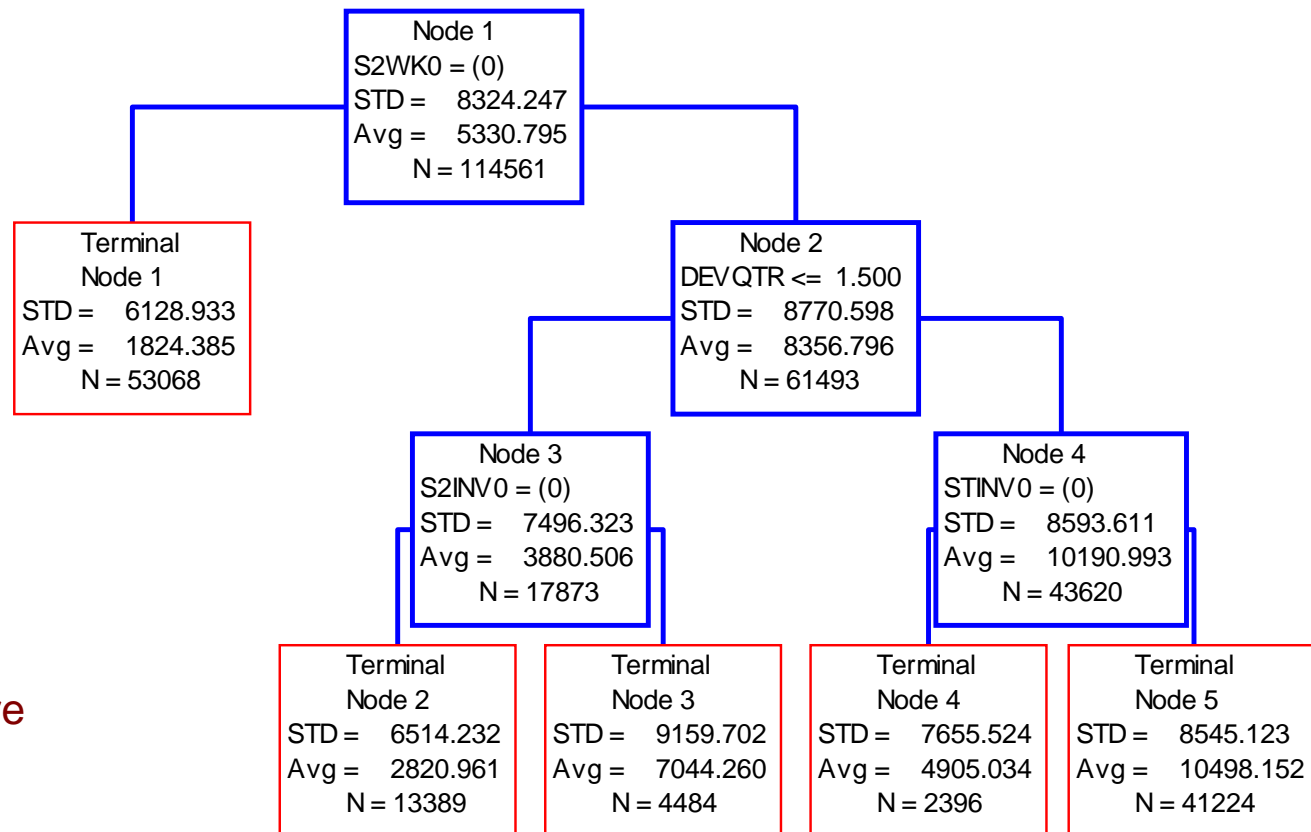 Node 1
S2WK0 = (0)
STD = 8324.247
Avg = 5330.795
N = 114561
Terminal
Node 1
STD = 6128.933
Avg = 1824.385
N = 53068
Node 2
DEVQTR <= 1.500
STD = 8770.598
Avg = 8356.796
N = 61493
Node 3
S2INV0 = (0)
STD = 7496.323
Avg = 3880.506
N = 17873
Node 4
STINV0 = (0)
STD = 8593.611
Avg = 10190.993
N = 43620
Terminal
Node 2
STD = 6514.232
Avg = 2820.961
N = 13389
Terminal
Node 3
STD = 9159.702
Avg = 7044.260
N = 4484
Terminal
Node 4
STD = 7655.524
Avg = 4905.034
N = 2396
Terminal
Node 5
STD = 8545.123
Avg = 10498.152
N = 41224